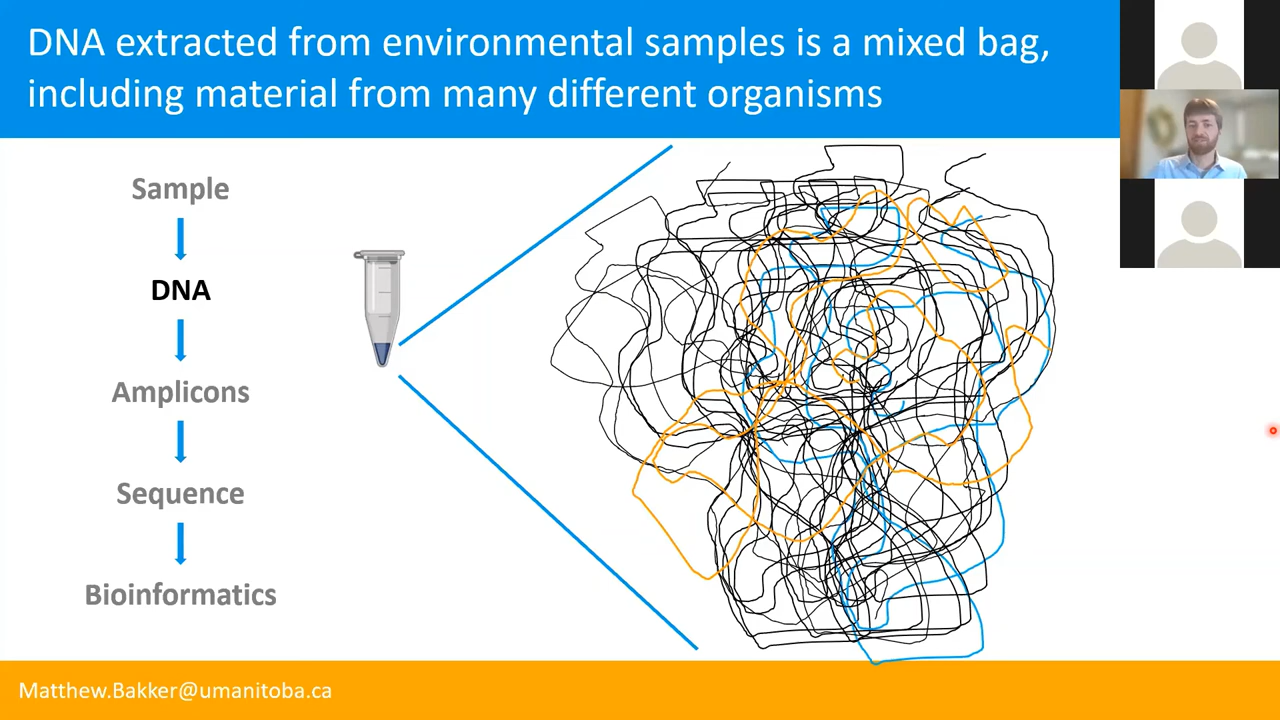 DNA extracted from environmental samples is a mixed bag,
including material from many different organisms
Sample
DNA
Amplicons
Sequence
Bioinformatics
Matthew.Bakker@umanitoba.ca